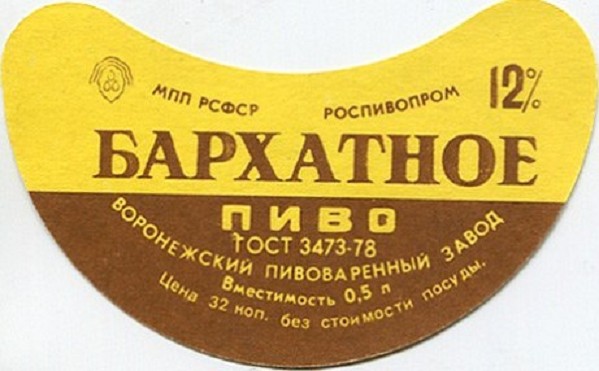 МПП РСФСР РОСПИВОПРОМ 12%
БАРХАТНОЕ
ПИВО
ГОСТ 3473-78
ВОРОНЕЖСКИЙ ПИВОВАРЕННЫЙ ЗАВОД
Вместимость 0,5 л
Цена 32 коп. без стоимости посуды.